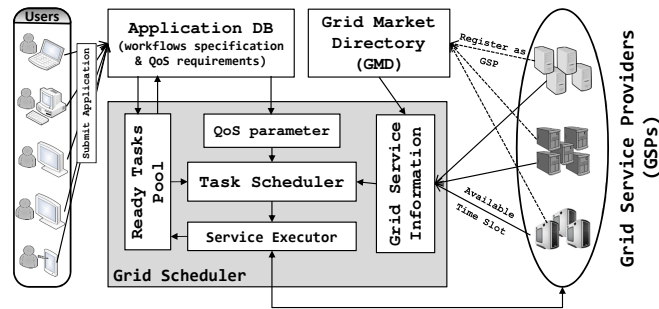 Users
Submit Application
Application DB
(workflows specification
& QoS requirements)
Grid Market
Directory
(GMD)
Register as
GSP
Ready Tasks
Pool
QoS parameter
Task Scheduler
Service Executor
Grid Service
Information
Grid Scheduler
Available
Time Slot
Grid Service Providers
(GSPs)